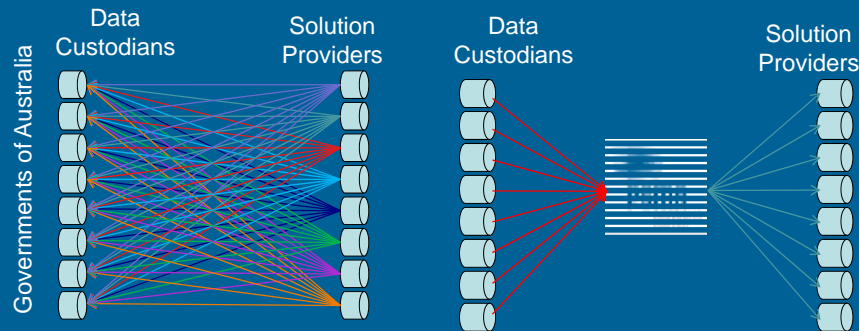 Governments of Australia
Data
Custodians
Solution
Providers
Data
Custodians
Solution
Providers